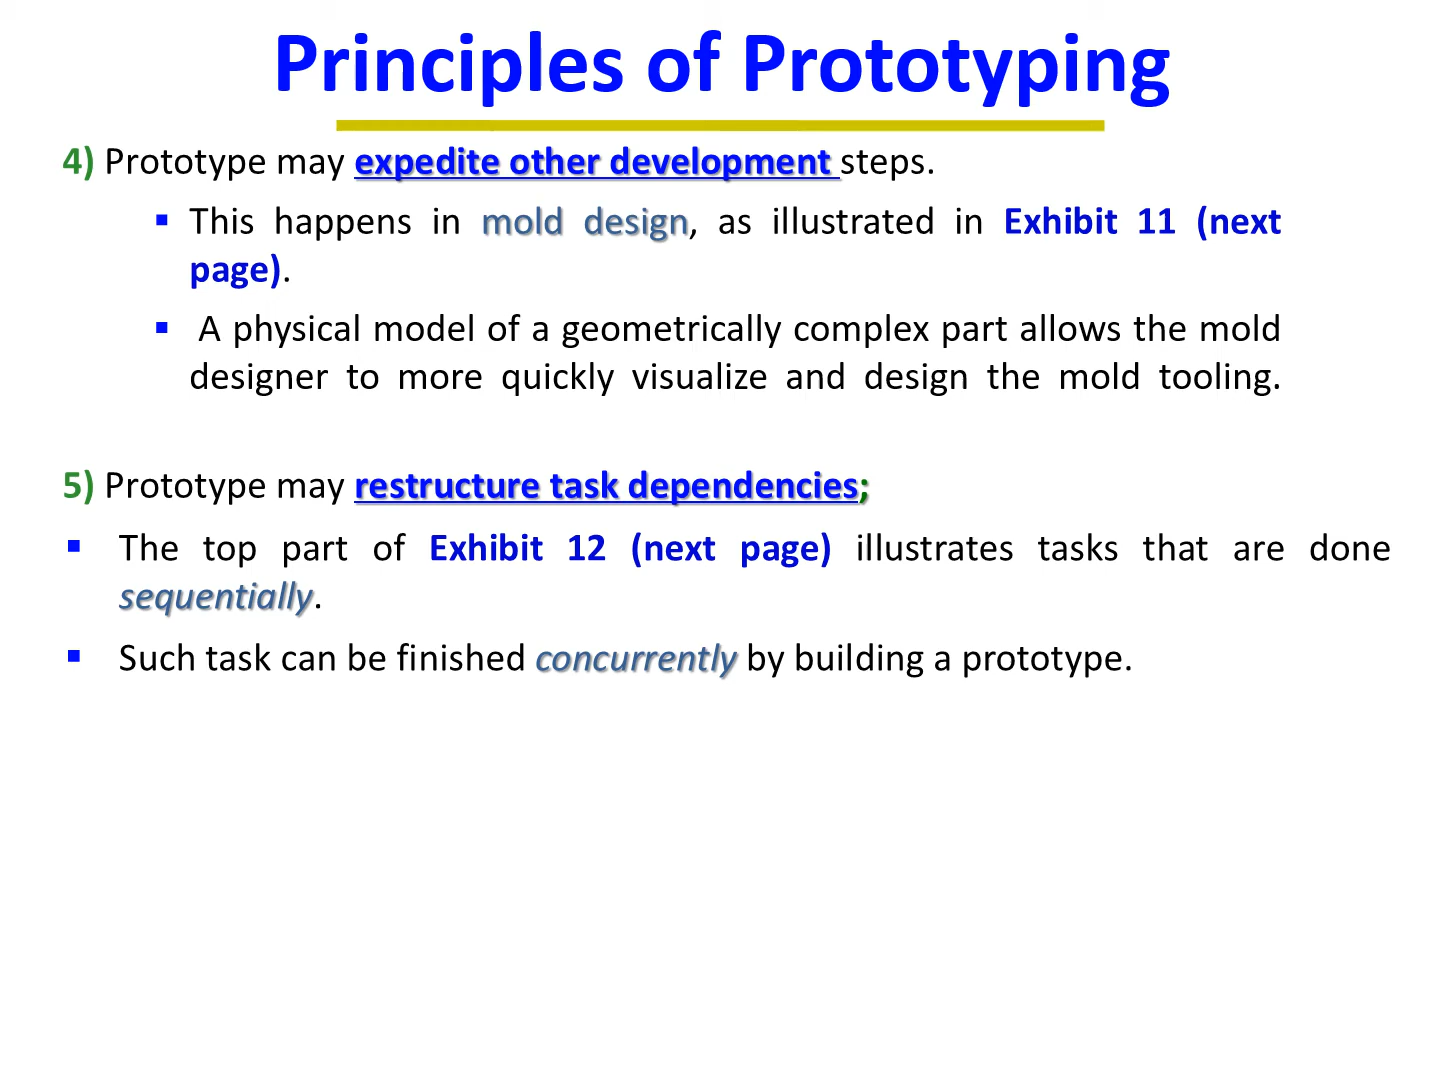 Principles of Prototyping
4) Prototype may expedite other development steps.
▪ This happens in mold design, as illustrated in Exhibit 11 (next
page).
▪ A physical model of a geometrically complex part allows the mold
designer to more quickly visualize and design the mold tooling.
5) Prototype may restructure task dependencies;
▪ The top part of Exhibit 12 (next page) illustrates tasks that are done
sequentially.
▪ Such task can be finished concurrently by building a prototype.